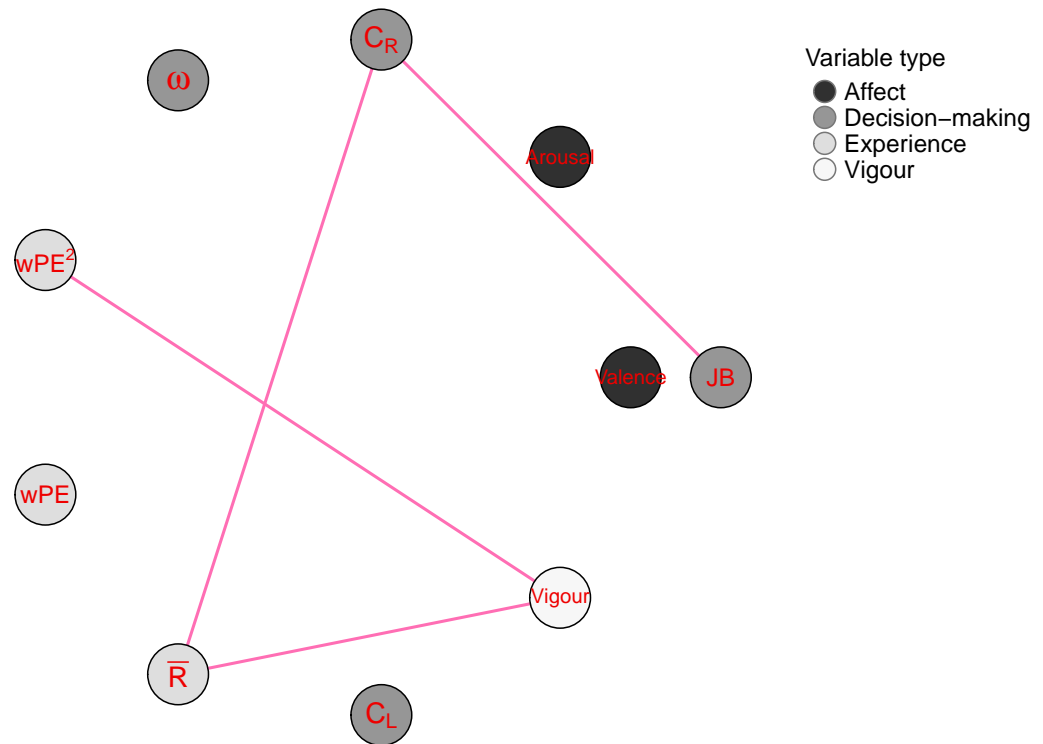 C_R
ω
Variable type
Affect
Decision−making
Experience
Vigour
Arousal
wPE²
Valence
JB
wPE
Vigour
R̅
C_L